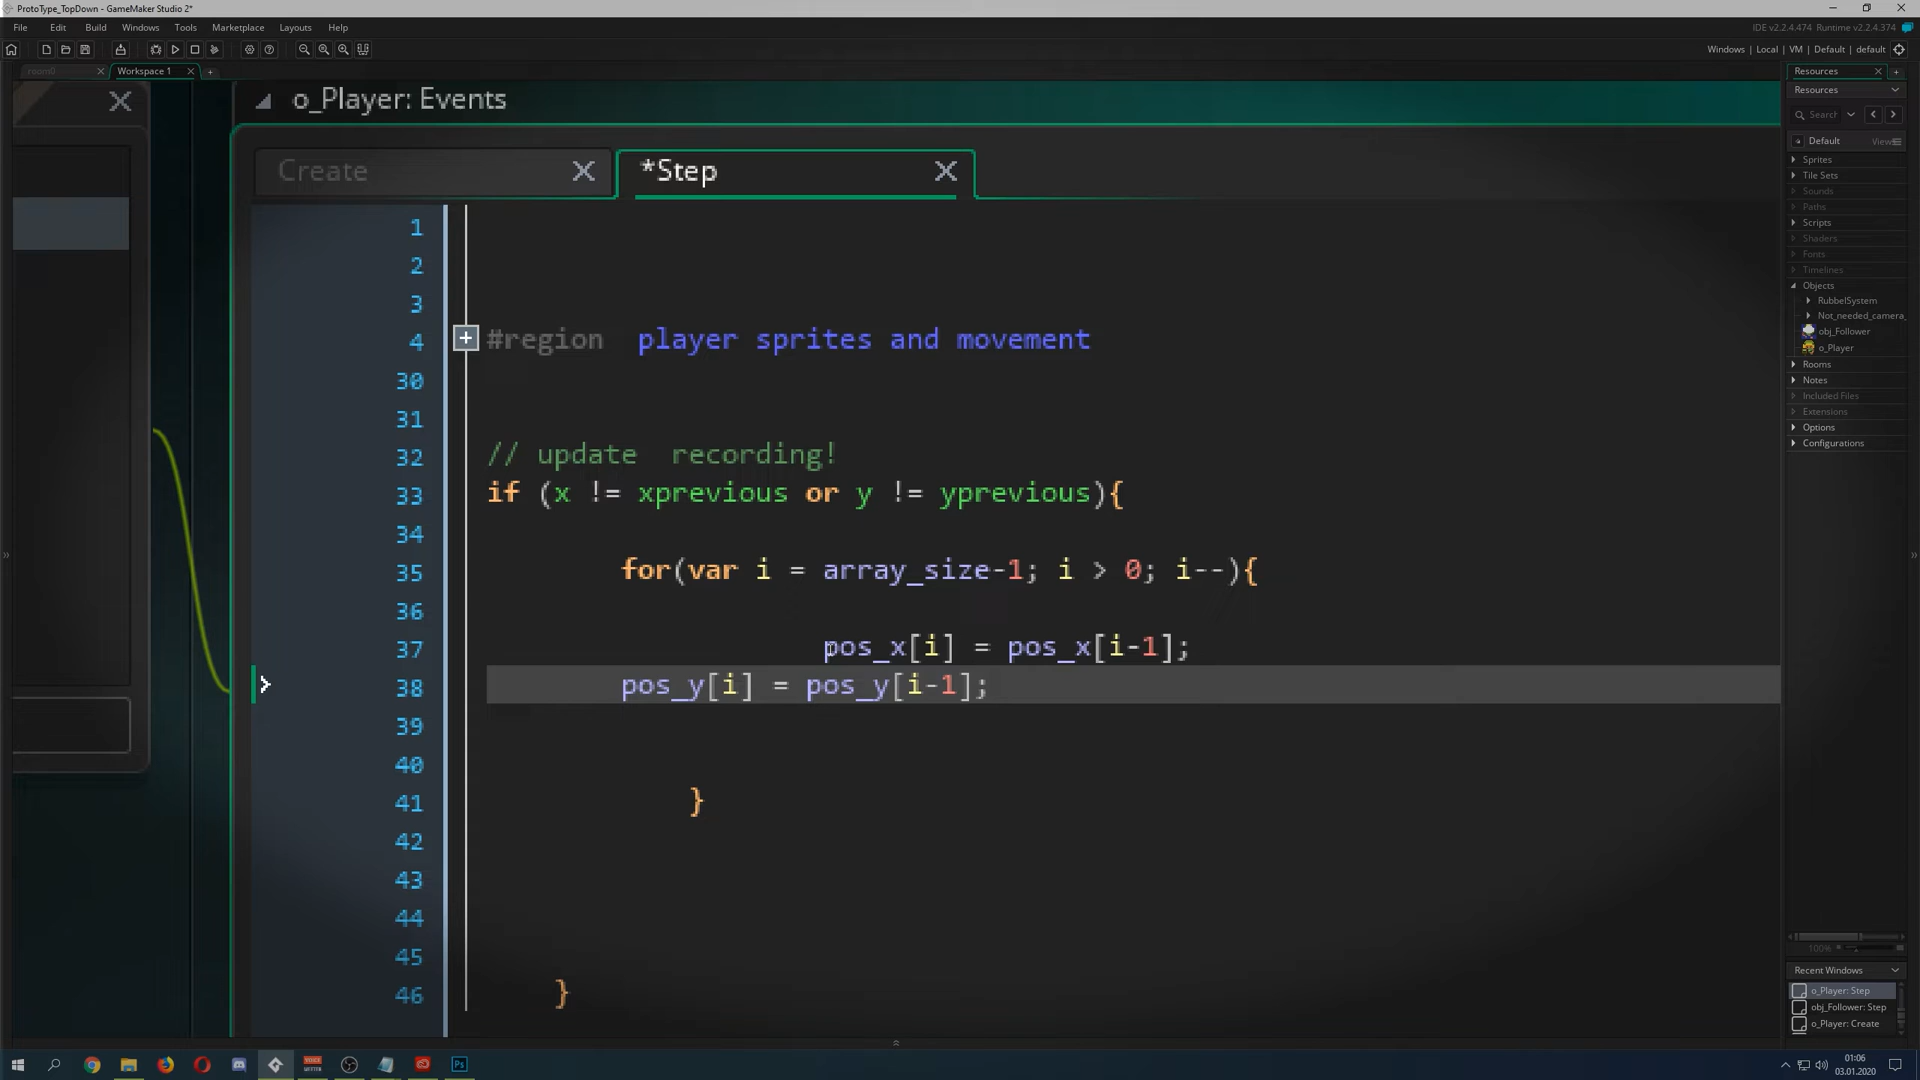 ProtoType_TopDown - GameMaker Studio 2*
File Edit Build Windows Tools Marketplace Layouts Help
IDE v2.2.4.474 Runtime v2.2.4.374
Windows | Local | VM | Default | default
room0
Workspace 1
Resources
Resources
Search
Default
View
Sprites
Tile Sets
Sounds
Paths
Scripts
Shaders
Fonts
Timelines
Objects
RubbelSystem
Not_needed_camera_
obj_Follower
o_Player
Rooms
Notes
Included Files
Extensions
Options
Configurations
o_Player: Events
Create
*Step
1
2
3
4 #region player sprites and movement
30
31
32 // update recording!
33 if (x != xprevious or y != yprevious){
34
35 for(var i = array_size-1; i > 0; i--){
36
37 pos_x[i] = pos_x[i-1];
38 pos_y[i] = pos_y[i-1];
39
40
41 }
42
43
44
45
46 }
100%
Recent Windows
o_Player: Step
obj_Follower: Step
o_Player: Create
Ps
01:06
03.01.2020